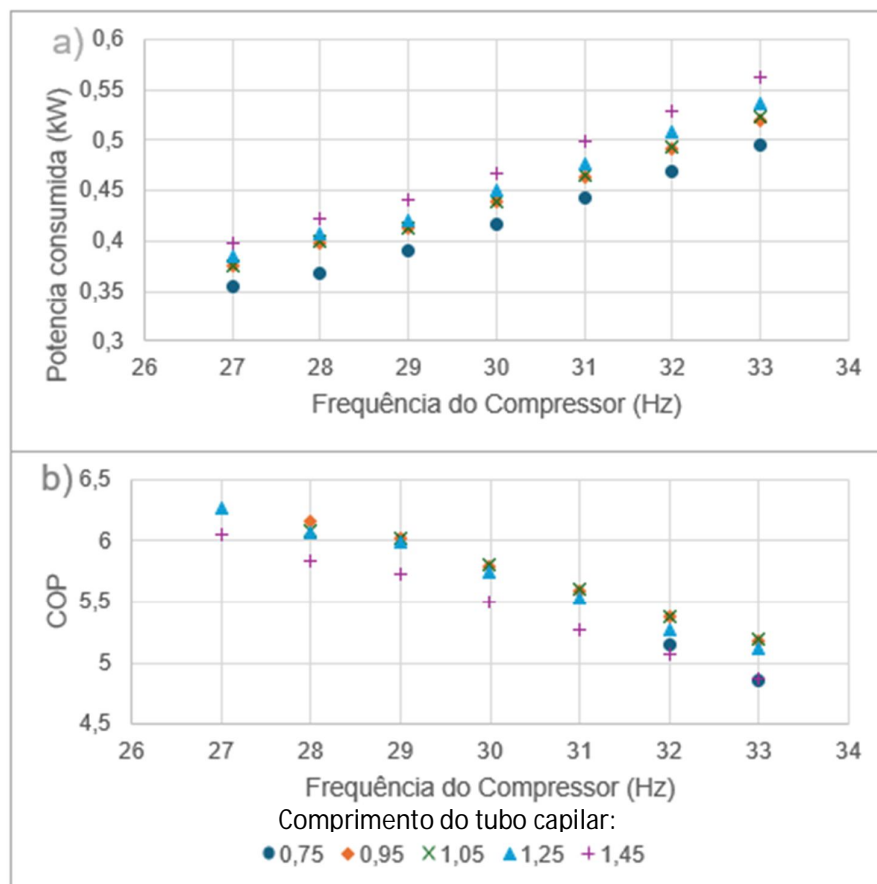 a)
Potencia consumida (kW)
0,6
0,55
0,5
0,45
0,4
0,35
0,3
26 27 28 29 30 31 32 33 34
Frequência do Compressor (Hz)
b)
COP
6,5
6
5,5
5
4,5
26 27 28 29 30 31 32 33 34
Frequência do Compressor (Hz)
Comprimento do tubo capilar:
0,75 0,95 1,05 1,25 1,45